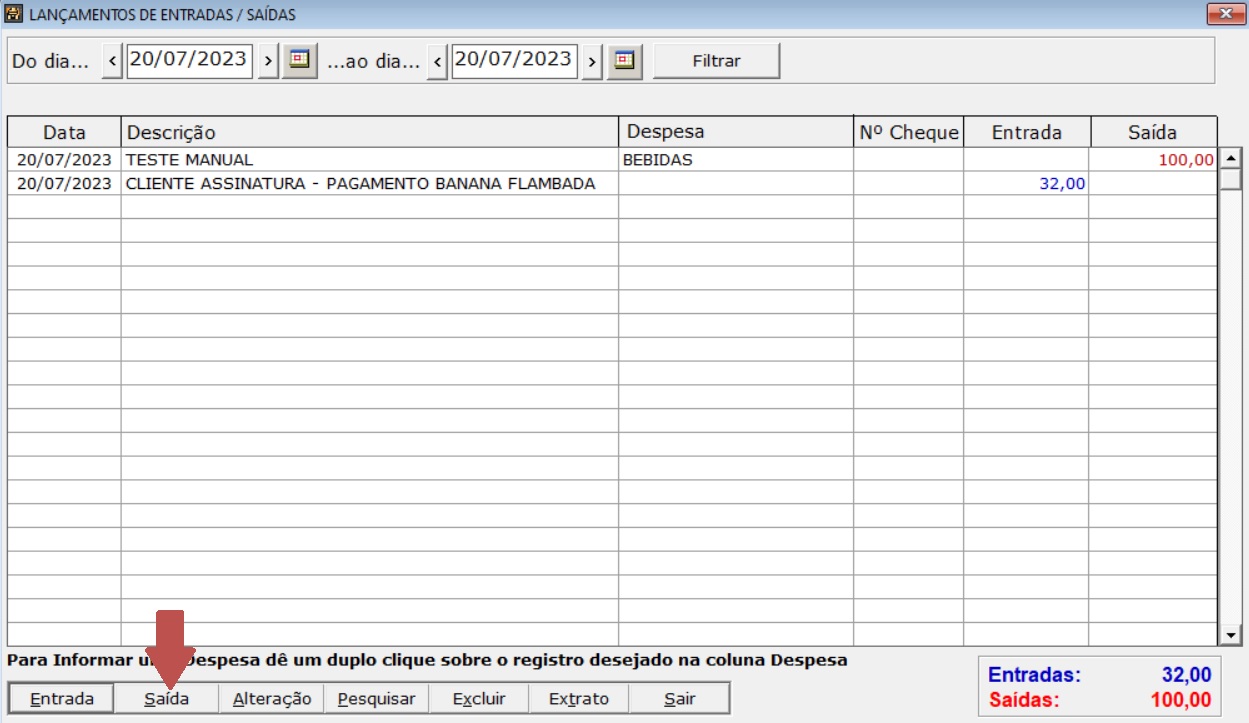 LANÇAMENTOS DE ENTRADAS / SAÍDAS
Do dia... < 20/07/2023 > ...ao dia... < 20/07/2023 > Filtrar
Data Descrição Despesa Nº Cheque Entrada Saída
20/07/2023 TESTE MANUAL BEBIDAS 100,00
20/07/2023 CLIENTE ASSINATURA - PAGAMENTO BANANA FLAMBADA 32,00
Para Informar Despesa dê um duplo clique sobre o registro desejado na coluna Despesa
Entrada Saída Alteração Pesquisar Excluir Extrato Sair
Entradas: 32,00
Saídas: 100,00